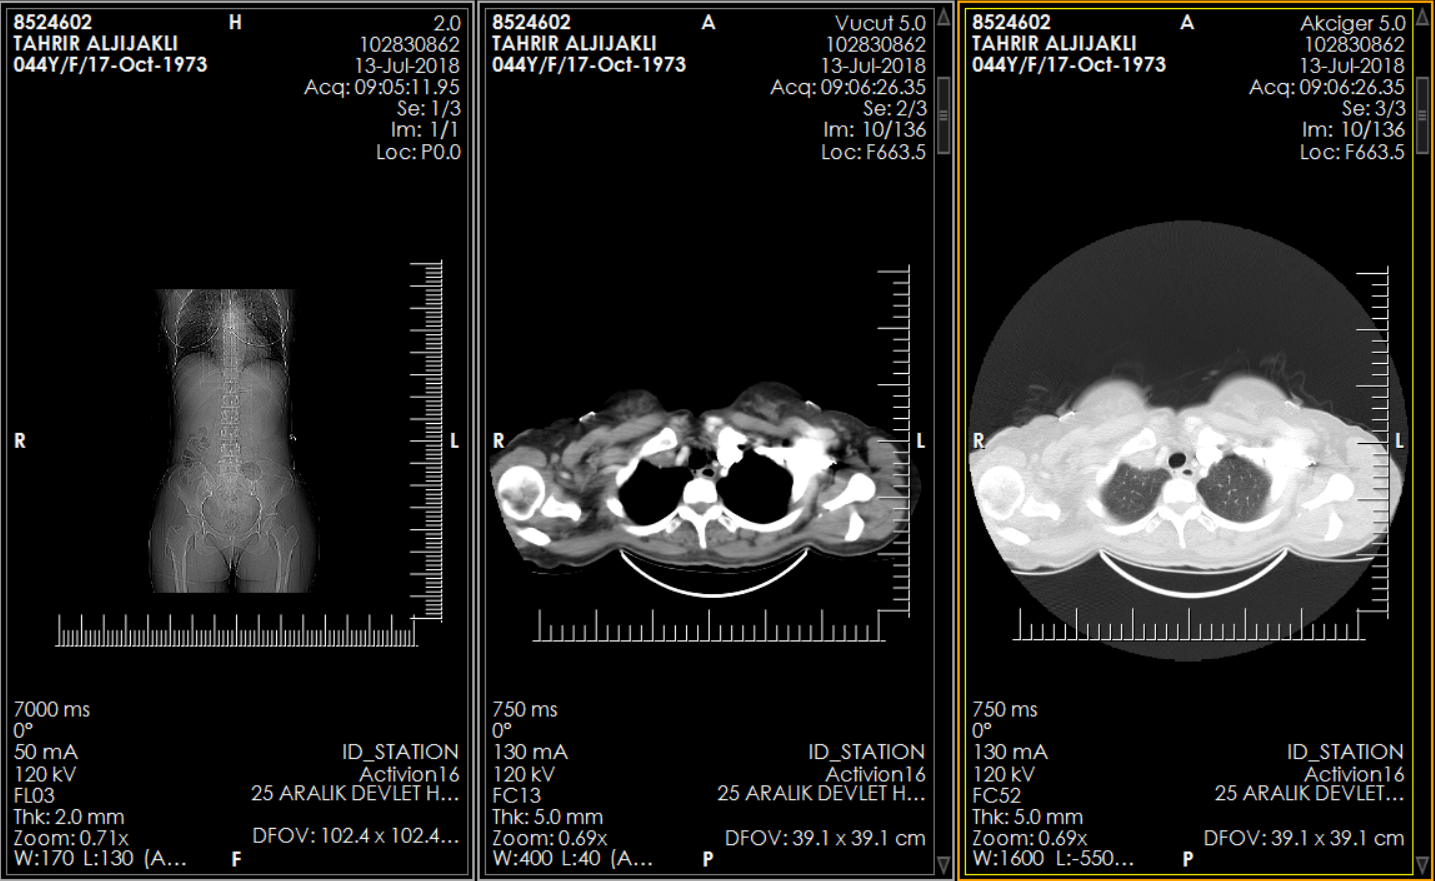 8524602
H
2.0
TAHRIR ALJIJAKLI
102830862
044Y/F/17-Oct-1973
13-Jul-2018
Acq: 09:05:11.95
Se: 1/3
Im: 1/1
Loc: P0.0
R
L
7000 ms
0°
50 mA
ID_STATION
120 kV
Activion16
FL03
25 ARALIK DEVLET H...
Thk: 2.0 mm
Zoom: 0.71x
DFOV: 102.4 x 102.4...
W:170 L:130 (A...
F
8524602
A
Vucut 5.0
TAHRIR ALJIJAKLI
102830862
044Y/F/17-Oct-1973
13-Jul-2018
Acq: 09:06:26.35
Se: 2/3
Im: 10/136
Loc: F663.5
R
L
750 ms
0°
130 mA
ID_STATION
120 kV
Activion16
FC13
25 ARALIK DEVLET H...
Thk: 5.0 mm
Zoom: 0.69x
DFOV: 39.1 x 39.1 cm
W:400 L:40 (A...
P
8524602
A
Akciger 5.0
TAHRIR ALJIJAKLI
102830862
044Y/F/17-Oct-1973
13-Jul-2018
Acq: 09:06:26.35
Se: 3/3
Im: 10/136
Loc: F663.5
R
L
750 ms
0°
130 mA
ID_STATION
120 kV
Activion16
FC52
25 ARALIK DEVLET...
Thk: 5.0 mm
Zoom: 0.69x
DFOV: 39.1 x 39.1 cm
W:1600 L:-550...
P